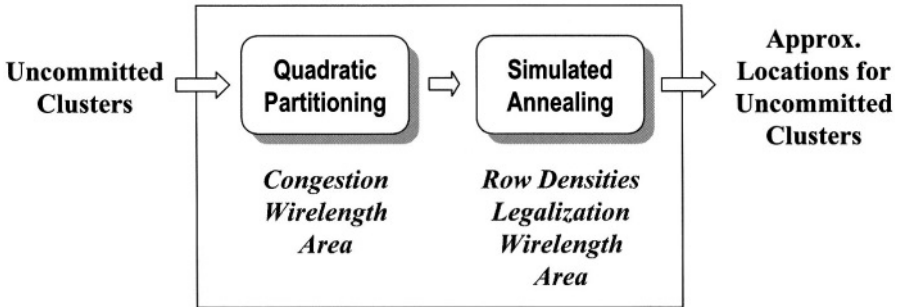 Uncommitted
Clusters
Quadratic
Partitioning
Congestion
Wirelength
Area
Simulated
Annealing
Row Densities
Legalization
Wirelength
Area
Approx.
Locations for
Uncommitted
Clusters